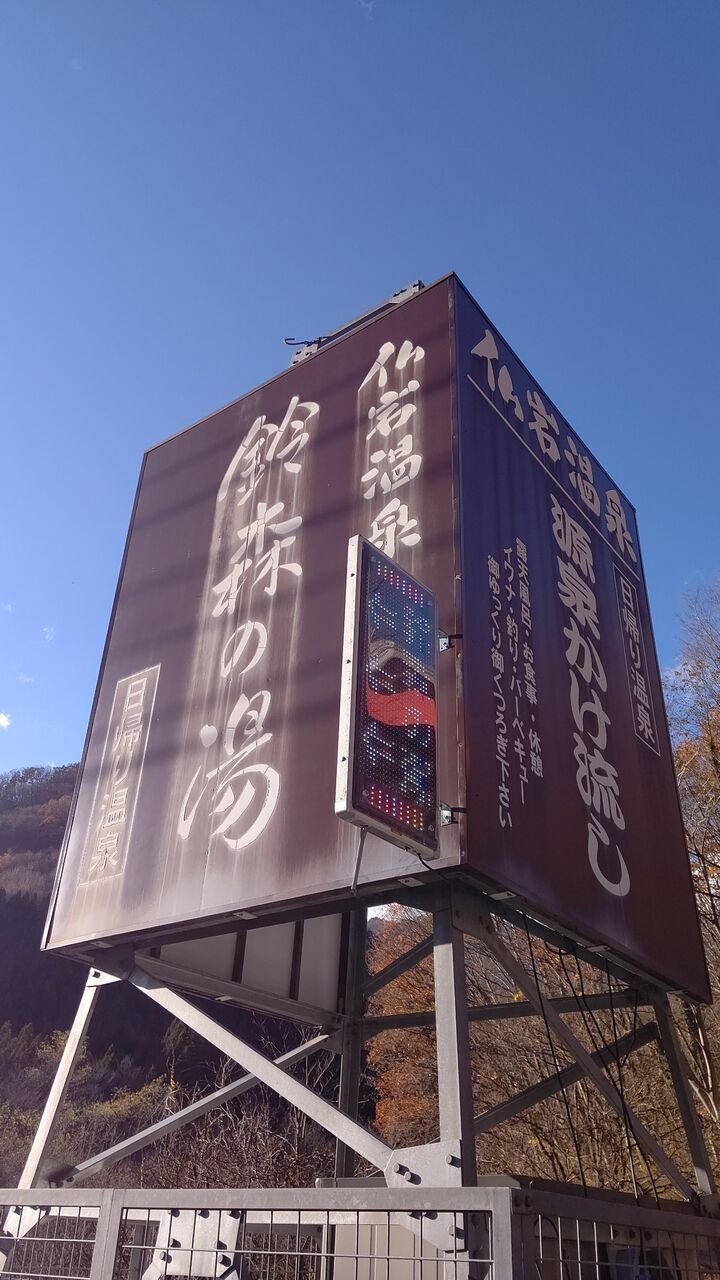 仙岩温泉
鈴森の湯
日帰り温泉
仙岩温泉
日帰り温泉
源泉かけ流し
露天風呂・お食事・休憩
イワナ・釣り・バーベキュー
御ゆっくり御くつろぎ下さい